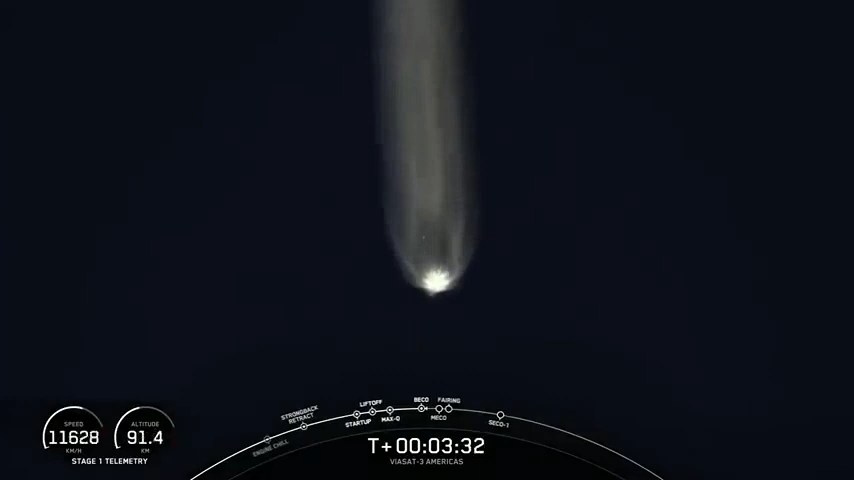 ENGINE CHILL
STRONGBACK
RETRACT
STARTUP
LIFTOFF
MAX-Q
BECO
MECO
FAIRING
SECO-1
SPEED
11628
KM/H
ALTITUDE
91.4
KM
STAGE 1 TELEMETRY
T+00:03:32
VIASAT-3 AMERICAS